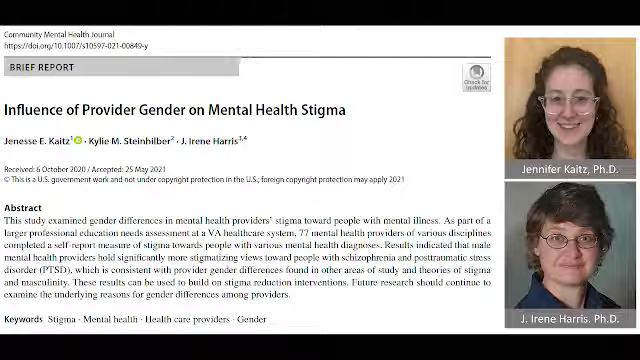 Community Mental Health Journal
https://doi.org/10.1007/s10597-021-00849-y
BRIEF REPORT
Check for
updates
Influence of Provider Gender on Mental Health Stigma
Jenesse E. Kaitz1 · Kylie M. Steinhilber2 · J. Irene Harris3,4
Received: 6 October 2020 / Accepted: 25 May 2021
© This is a U.S. government work and not under copyright protection in the U.S.; foreign copyright protection may apply 2021
Abstract
This study examined gender differences in mental health providers' stigma toward people with mental illness. As part of a
larger professional education needs assessment at a VA healthcare system, 77 mental health providers of various disciplines
completed a self-report measure of stigma towards people with various mental health diagnoses. Results indicated that male
mental health providers hold significantly more stigmatizing views toward people with schizophrenia and posttraumatic stress
disorder (PTSD), which is consistent with provider gender differences found in other areas of study and theories of stigma
and masculinity. These results can be used to build on stigma reduction interventions. Future research should continue to
examine the underlying reasons for gender differences among providers.
Keywords Stigma · Mental health · Health care providers · Gender
Jennifer Kaitz, Ph.D.
J. Irene Harris. Ph.D.